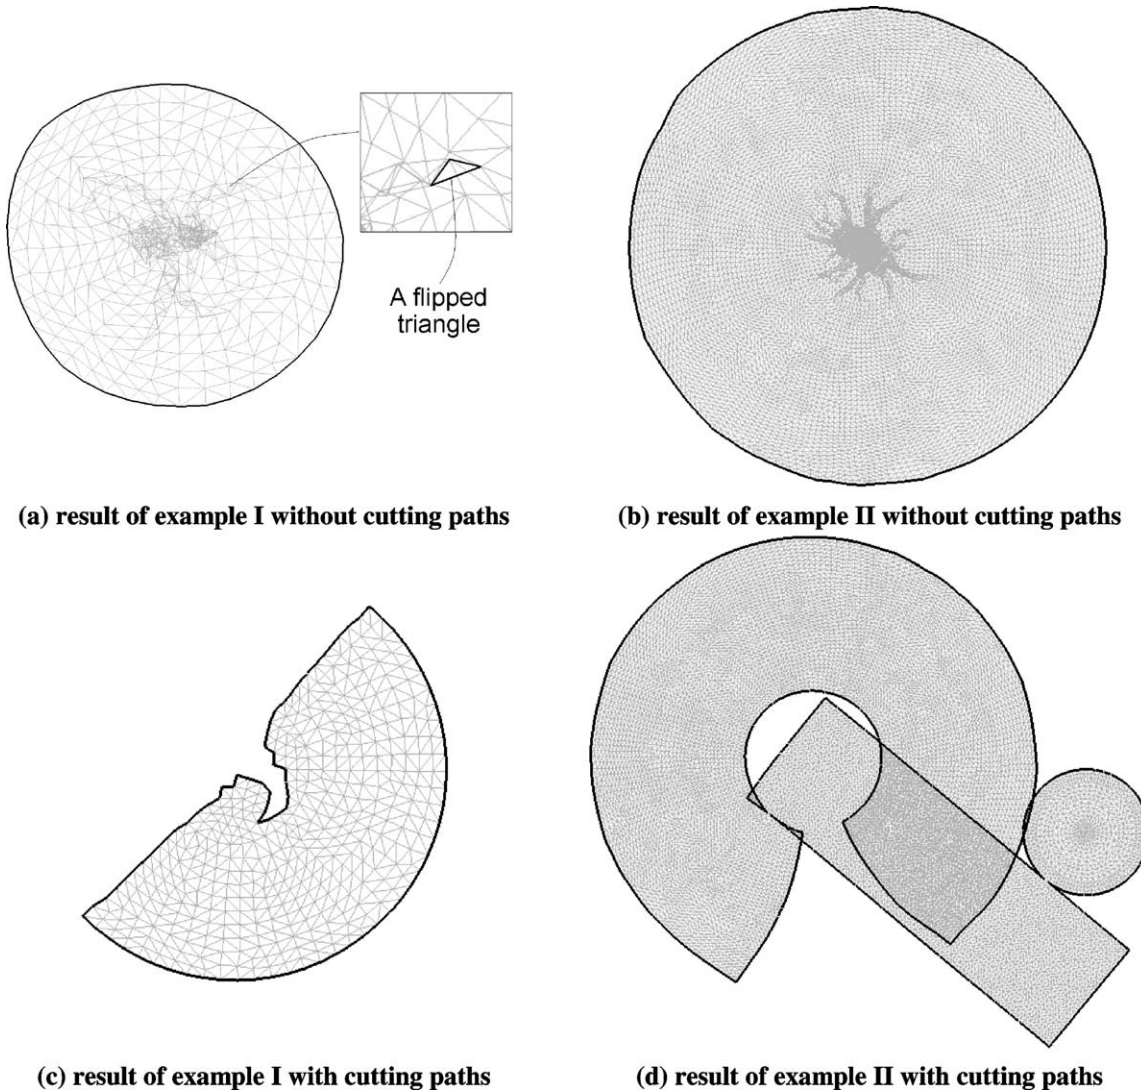 A flipped
triangle
(a) result of example I without cutting paths
(b) result of example II without cutting paths
(c) result of example I with cutting paths
(d) result of example II with cutting paths